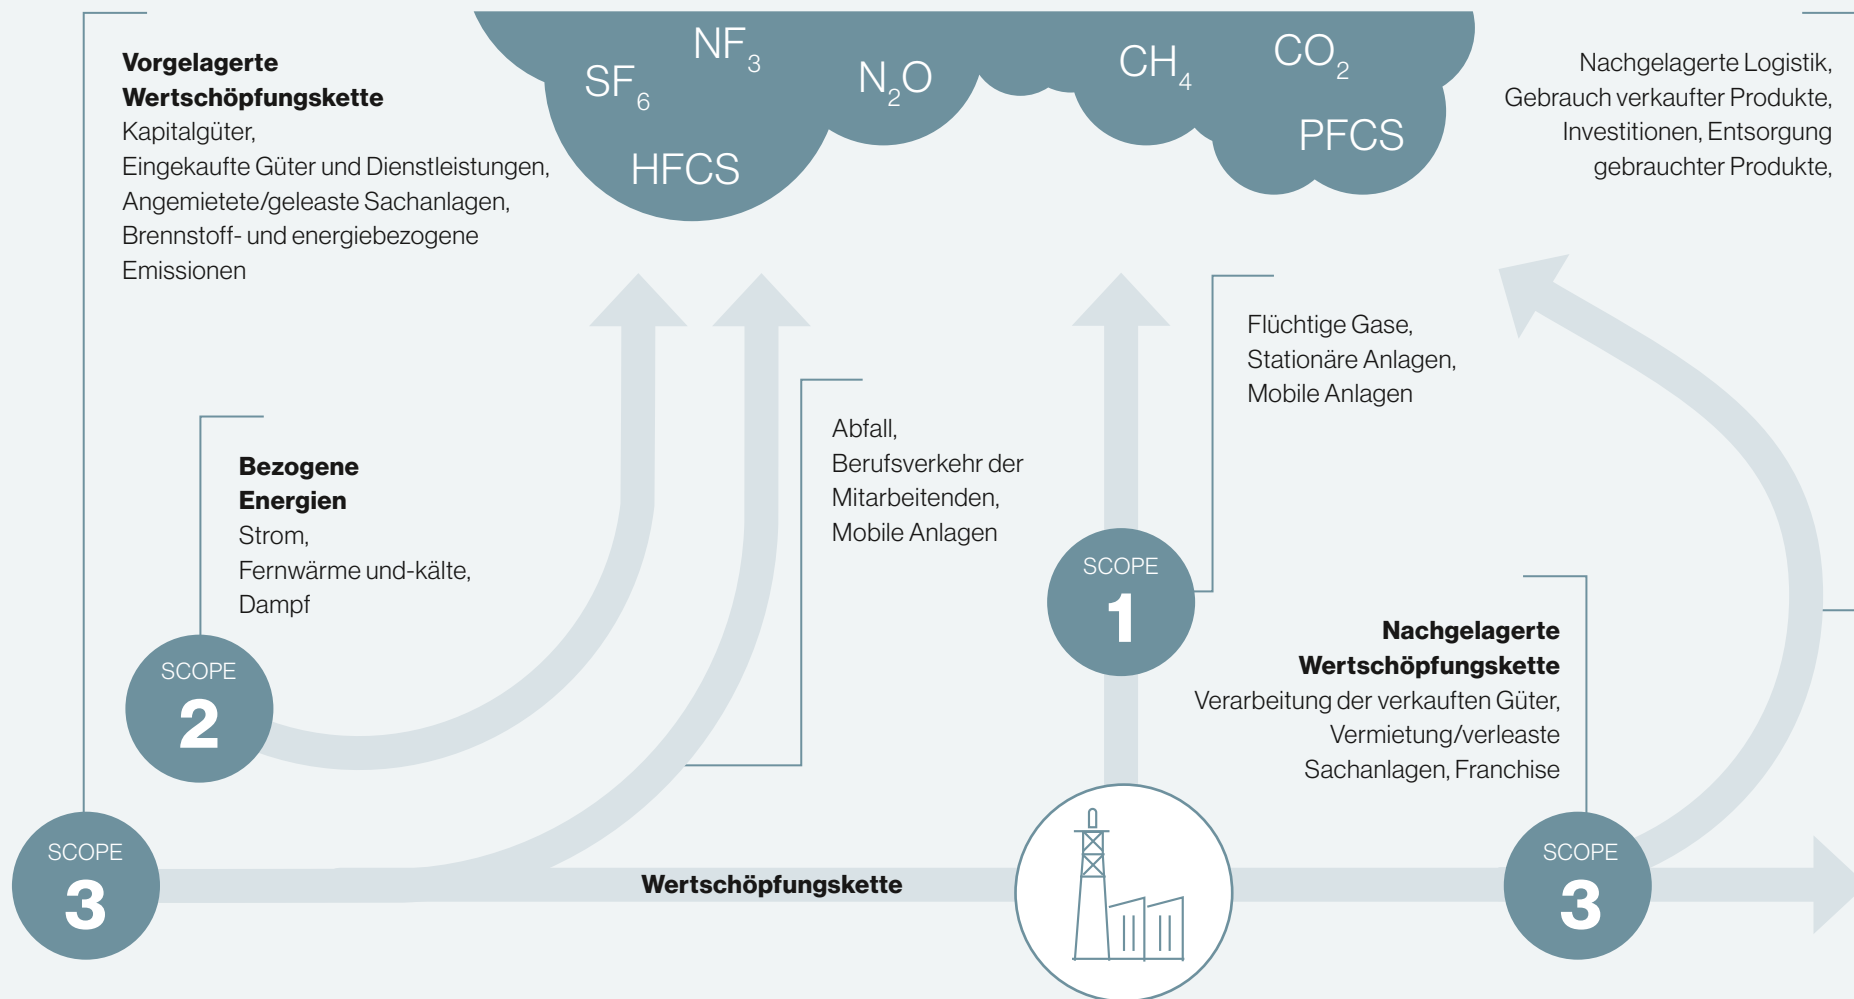 Vorgelagerte
Wertschöpfungskette
Kapitalgüter,
Eingekaufte Güter und Dienstleistungen,
Angemietete/geleaste Sachanlagen,
Brennstoff- und energiebezogene
Emissionen
SF₆
NF₃
N₂O
HFCS
CH₄
CO₂
PFCS
Nachgelagerte Logistik,
Gebrauch verkaufter Produkte,
Investitionen, Entsorgung
gebrauchter Produkte,
Bezogene
Energien
Strom,
Fernwärme und-kälte,
Dampf
SCOPE
2
Abfall,
Berufsverkehr der
Mitarbeitenden,
Mobile Anlagen
Flüchtige Gase,
Stationäre Anlagen,
Mobile Anlagen
SCOPE
1
Nachgelagerte
Wertschöpfungskette
Verarbeitung der verkauften Güter,
Vermietung/verleaste
Sachanlagen, Franchise
SCOPE
3
Wertschöpfungskette
SCOPE
3